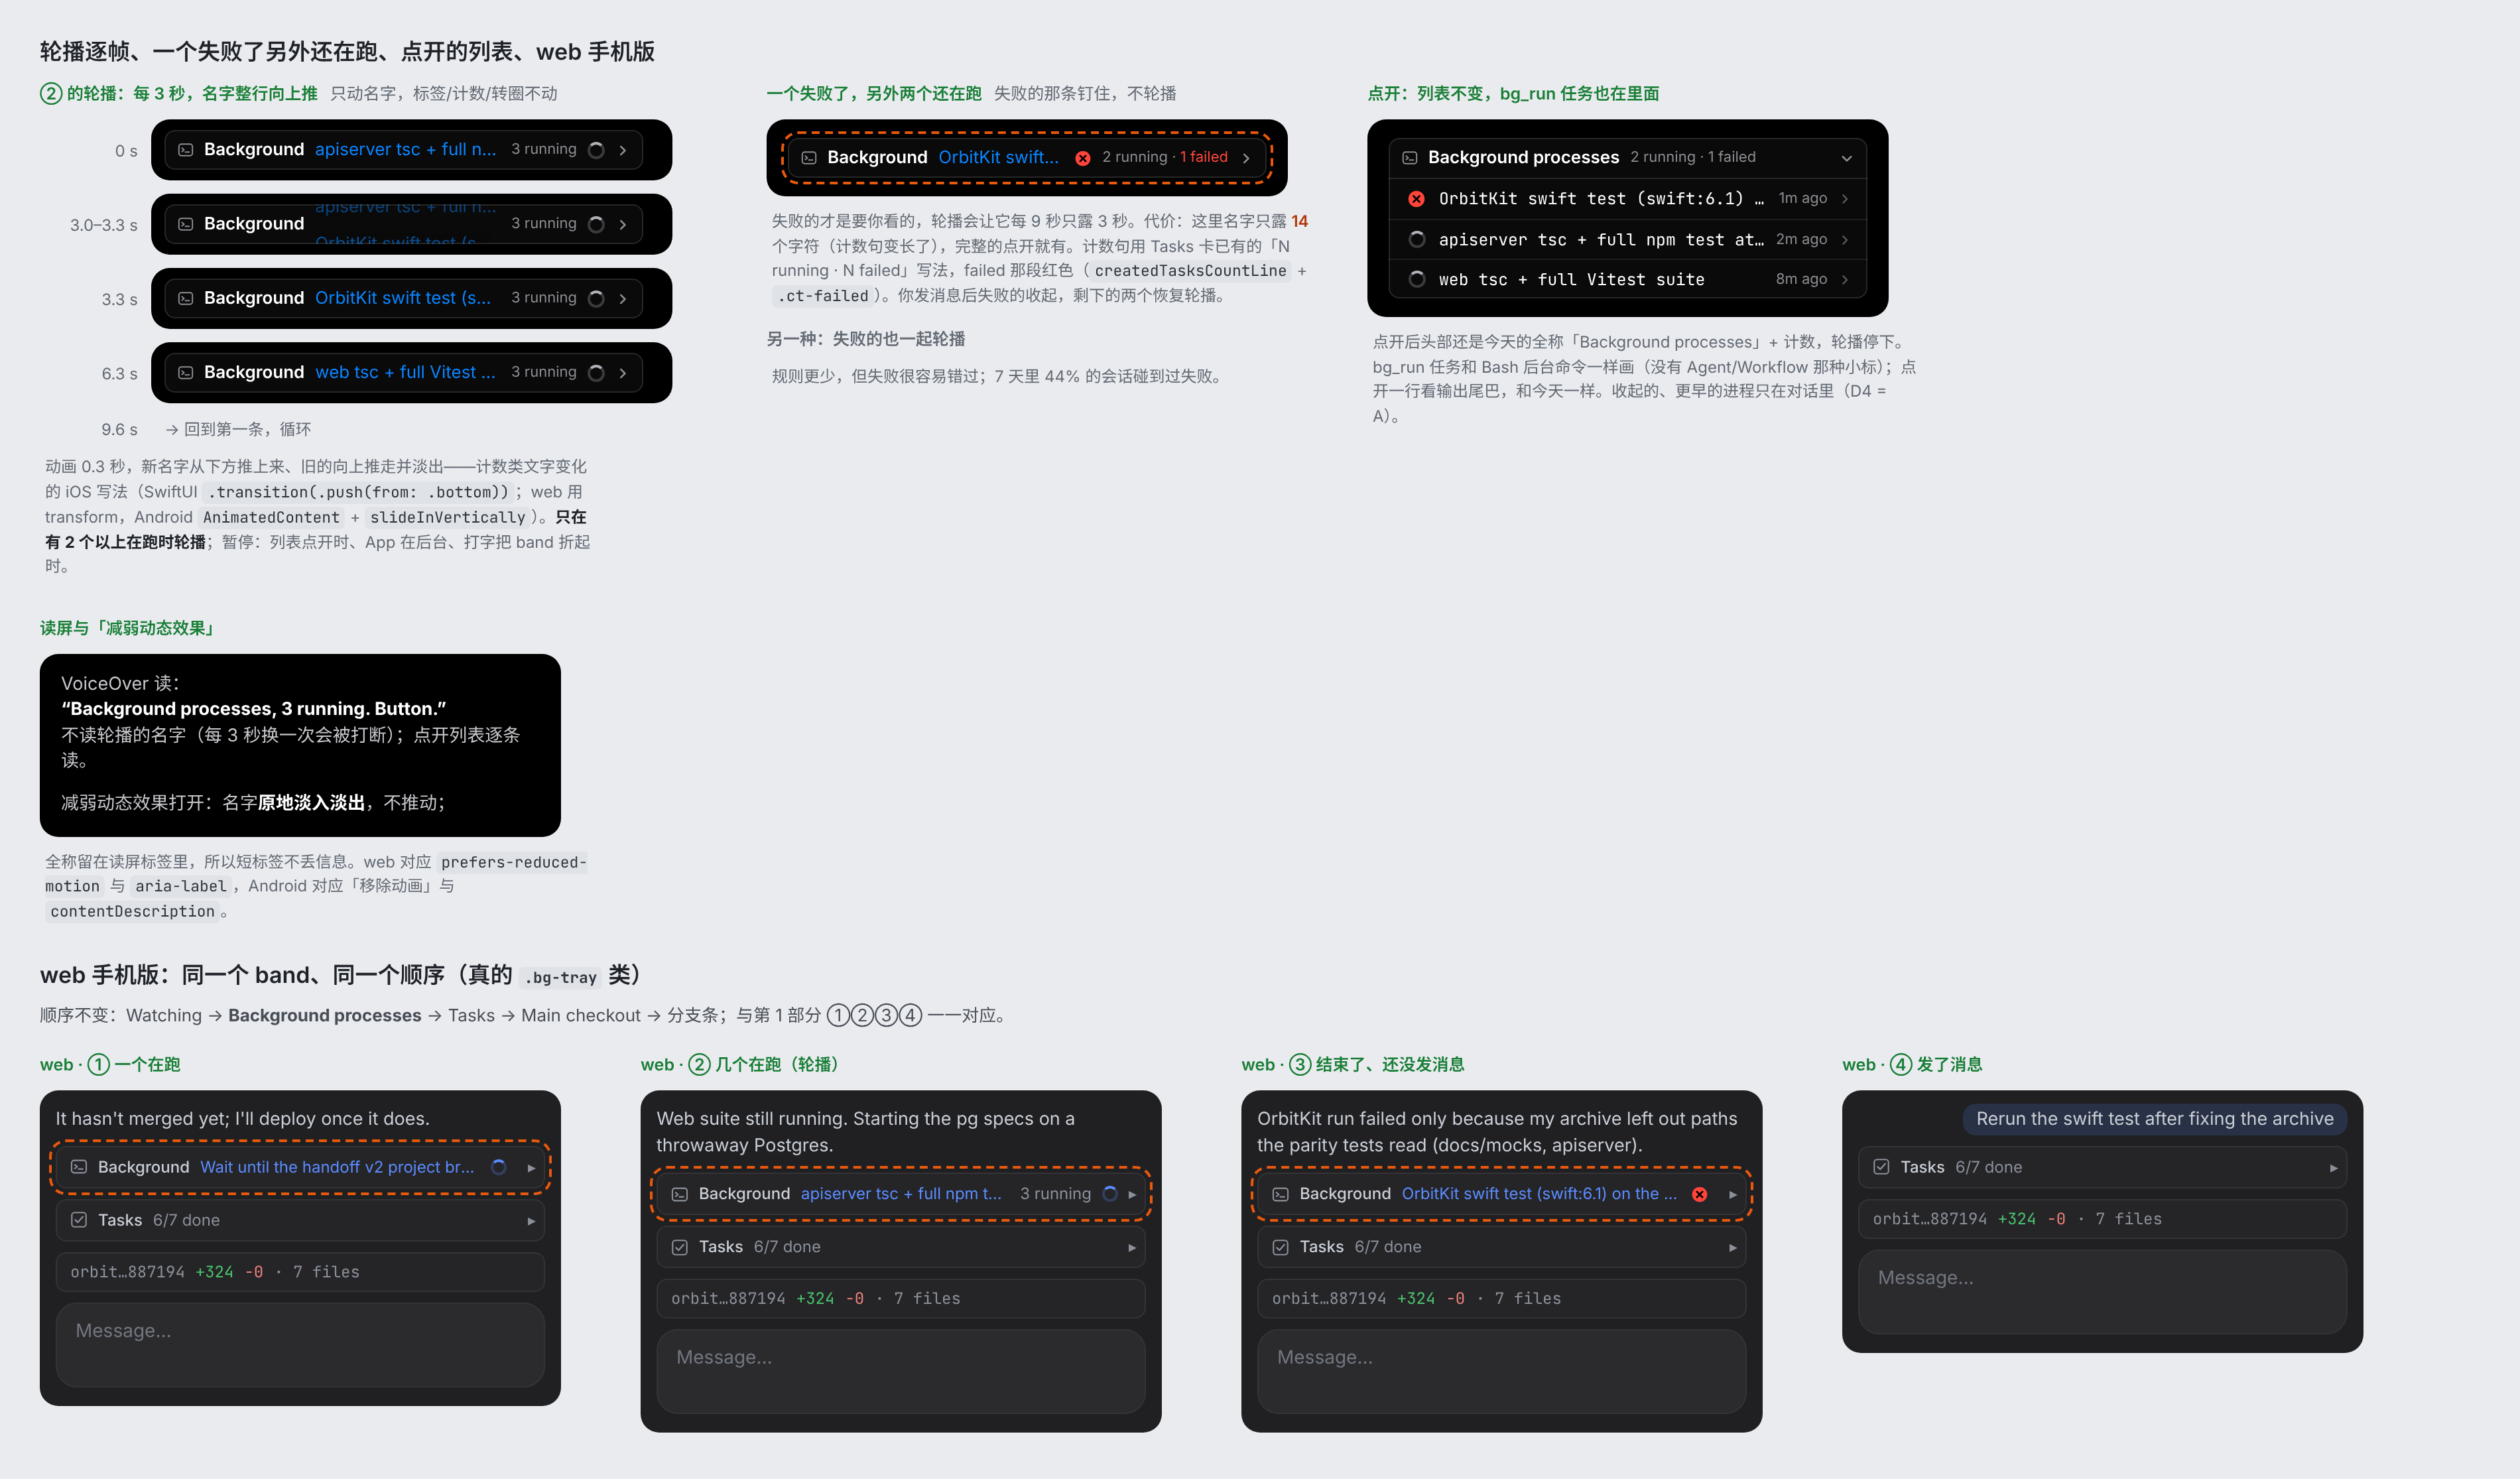 轮播逐帧、一个失败了另外还在跑、点开的列表、web 手机版
② 的轮播：每 3 秒，名字整行向上推 只动名字，标签/计数/转圈不动
0 s
Background apiserver tsc + full n... 3 running
3.0–3.3 s
apiserver tsc + full n...
Background 3 running
OrbitKit swift test (s...
3.3 s
Background OrbitKit swift test (s... 3 running
6.3 s
Background web tsc + full Vitest ... 3 running
9.6 s → 回到第一条，循环
动画 0.3 秒，新名字从下方推上来、旧的向上推走并淡出——计数类文字变化
的 iOS 写法（SwiftUI .transition(.push(from: .bottom))；web 用
transform，Android AnimatedContent + slideInVertically）。只在
有 2 个以上在跑时轮播；暂停：列表点开时、App 在后台、打字把 band 折起
时。
一个失败了，另外两个还在跑 失败的那条钉住，不轮播
Background OrbitKit swift... 2 running · 1 failed
失败的才是要你看的，轮播会让它每 9 秒只露 3 秒。代价：这里名字只露 14
个字符（计数句变长了），完整的点开就有。计数句用 Tasks 卡已有的「N
running · N failed」写法，failed 那段红色（ createdTasksCountLine +
.ct-failed ）。你发消息后失败的收起，剩下的两个恢复轮播。
另一种：失败的也一起轮播
规则更少，但失败很容易错过；7 天里 44% 的会话碰到过失败。
点开：列表不变，bg_run 任务也在里面
Background processes 2 running · 1 failed
OrbitKit swift test (swift:6.1) … 1m ago
apiserver tsc + full npm test at… 2m ago
web tsc + full Vitest suite 8m ago
点开后头部还是今天的全称「Background processes」+ 计数，轮播停下。
bg_run 任务和 Bash 后台命令一样画（没有 Agent/Workflow 那种小标）；点
开一行看输出尾巴，和今天一样。收起的、更早的进程只在对话里（D4 =
A）。
读屏与「减弱动态效果」
VoiceOver 读：
“Background processes, 3 running. Button.”
不读轮播的名字（每 3 秒换一次会被打断）；点开列表逐条
读。
减弱动态效果打开：名字原地淡入淡出，不推动；
全称留在读屏标签里，所以短标签不丢信息。web 对应 prefers-reduced-
motion 与 aria-label，Android 对应「移除动画」与
contentDescription 。
web 手机版：同一个 band、同一个顺序（真的 .bg-tray 类）
顺序不变：Watching → Background processes → Tasks → Main checkout → 分支条；与第 1 部分 ①②③④ 一一对应。
web · ① 一个在跑
It hasn't merged yet; I'll deploy once it does.
Background Wait until the handoff v2 project br...
Tasks 6/7 done
orbit…887194 +324 -0 · 7 files
Message...
web · ② 几个在跑（轮播）
Web suite still running. Starting the pg specs on a
throwaway Postgres.
Background apiserver tsc + full npm t... 3 running
Tasks 6/7 done
orbit…887194 +324 -0 · 7 files
Message...
web · ③ 结束了、还没发消息
OrbitKit run failed only because my archive left out paths
the parity tests read (docs/mocks, apiserver).
Background OrbitKit swift test (swift:6.1) on the ...
Tasks 6/7 done
orbit…887194 +324 -0 · 7 files
Message...
web · ④ 发了消息
Rerun the swift test after fixing the archive
Tasks 6/7 done
orbit…887194 +324 -0 · 7 files
Message...